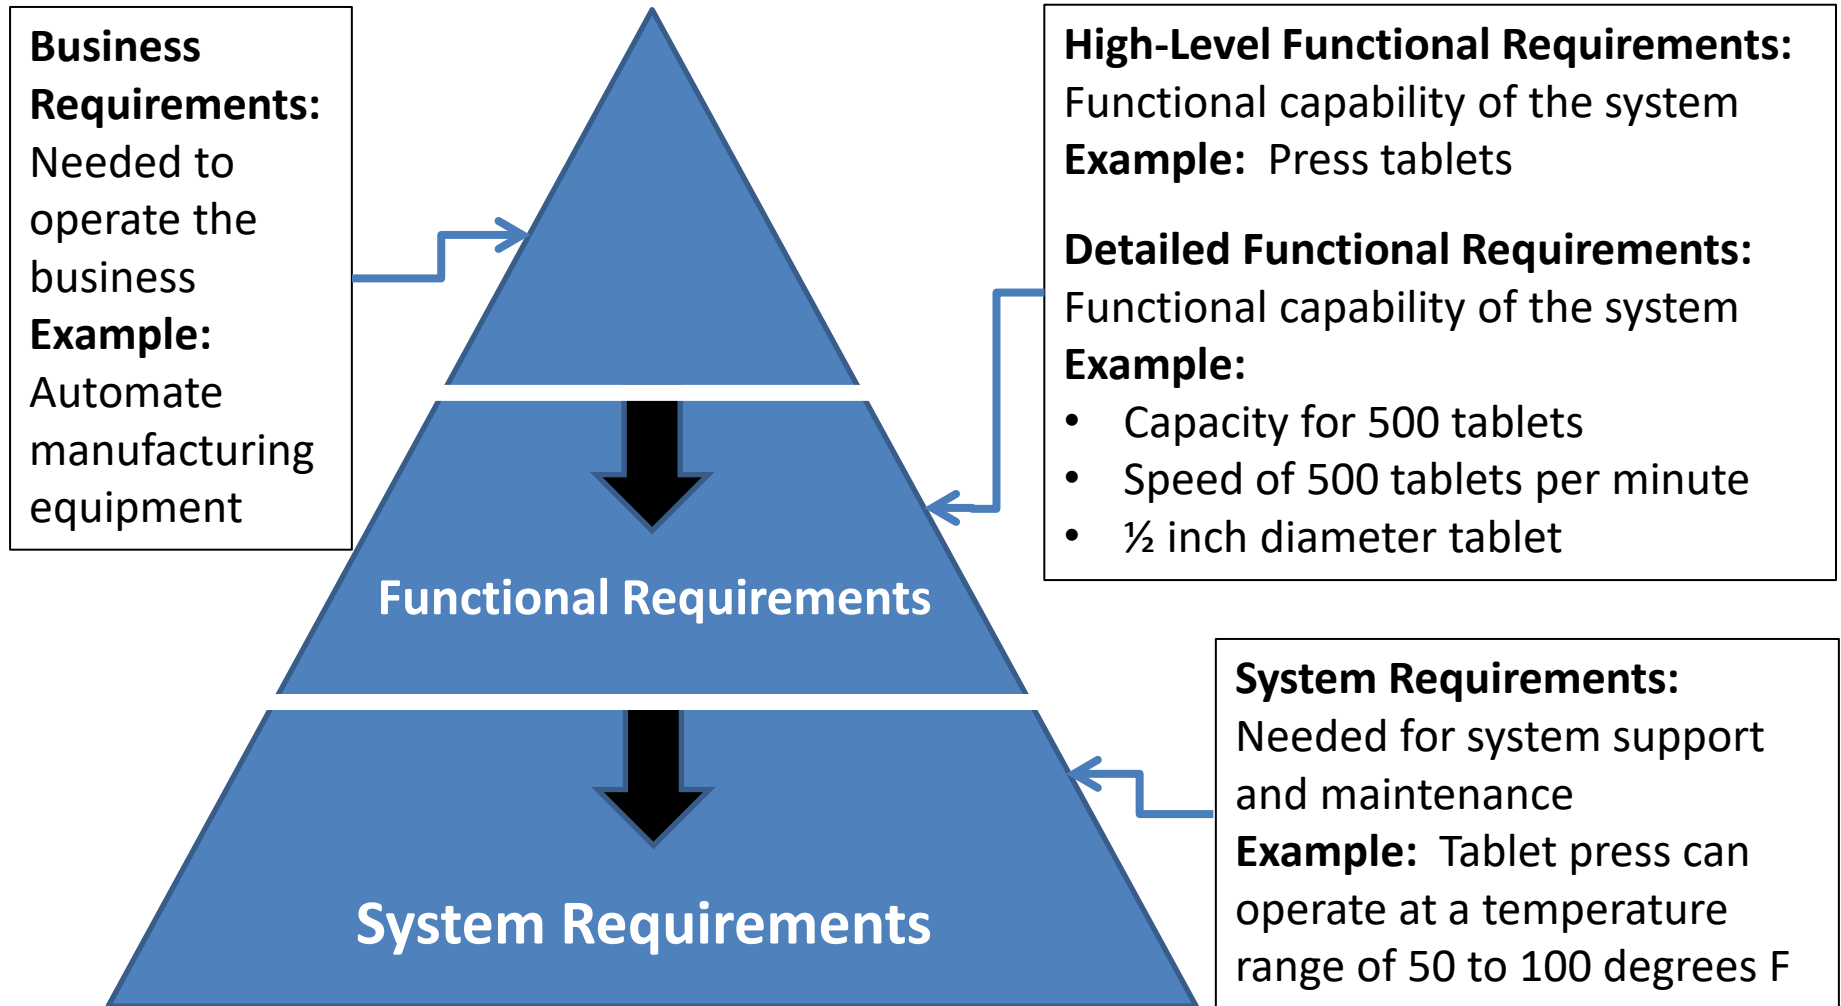 Business
Requirements:
Needed to
operate the
business
Example:
Automate
manufacturing
equipment
High-Level Functional Requirements:
Functional capability of the system
Example: Press tablets
Detailed Functional Requirements:
Functional capability of the system
Example:
• Capacity for 500 tablets
• Speed of 500 tablets per minute
• ½ inch diameter tablet
Functional Requirements
System Requirements:
Needed for system support
and maintenance
Example: Tablet press can
operate at a temperature
range of 50 to 100 degrees F
System Requirements